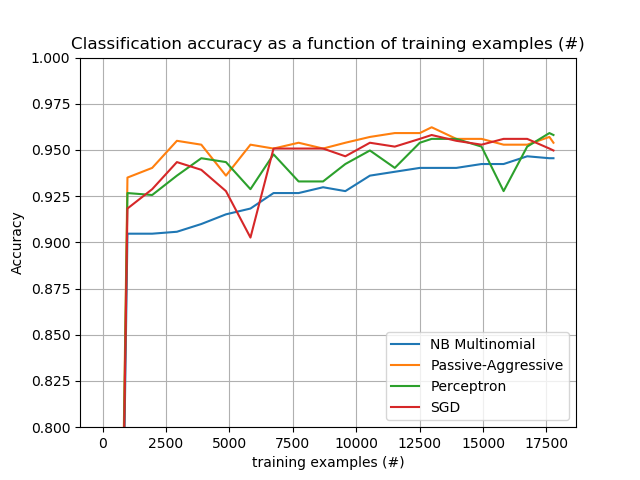 Classification accuracy as a function of training examples (#)
1.000
0.975
0.950
0.925
0.900
0.875
0.850
0.825
0.800
Accuracy
NB Multinomial
Passive-Aggressive
Perceptron
SGD
0 2500 5000 7500 10000 12500 15000 17500
training examples (#)